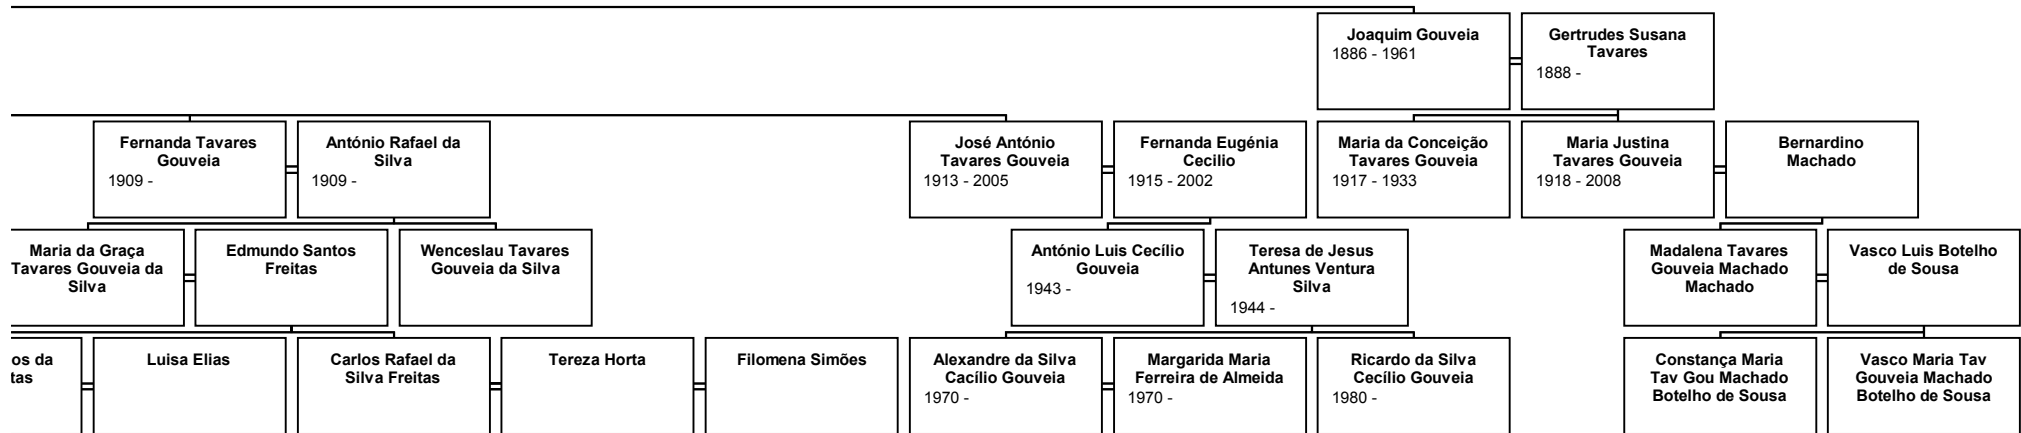 Joaquim Gouveia
1886 - 1961
Gertrudes Susana
Tavares
1888 -
Fernanda Tavares
Gouveia
1909 -
António Rafael da
Silva
1909 -
José António
Tavares Gouveia
1913 - 2005
Fernanda Eugénia
Cecilio
1915 - 2002
Maria da Conceição
Tavares Gouveia
1917 - 1933
Maria Justina
Tavares Gouveia
1918 - 2008
Bernardino
Machado
Maria da Graça
Tavares Gouveia da
Silva
Edmundo Santos
Freitas
Wenceslau Tavares
Gouveia da Silva
António Luis Cecílio
Gouveia
1943 -
Teresa de Jesus
Antunes Ventura
Silva
1944 -
Madalena Tavares
Gouveia Machado
Machado
Vasco Luis Botelho
de Sousa
os da
tas
Luisa Elias
Carlos Rafael da
Silva Freitas
Tereza Horta
Filomena Simões
Alexandre da Silva
Cacílio Gouveia
1970 -
Margarida Maria
Ferreira de Almeida
1970 -
Ricardo da Silva
Cecílio Gouveia
1980 -
Constança Maria
Tav Gou Machado
Botelho de Sousa
Vasco Maria Tav
Gouveia Machado
Botelho de Sousa